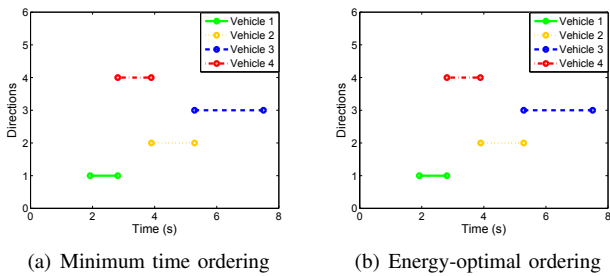 Directions
6
5
4
3
2
1
0
0 2 4 6 8
Time (s)
Vehicle 1
Vehicle 2
Vehicle 3
Vehicle 4
(a) Minimum time ordering
Directions
6
5
4
3
2
1
0
0 2 4 6 8
Time (s)
Vehicle 1
Vehicle 2
Vehicle 3
Vehicle 4
(b) Energy-optimal ordering